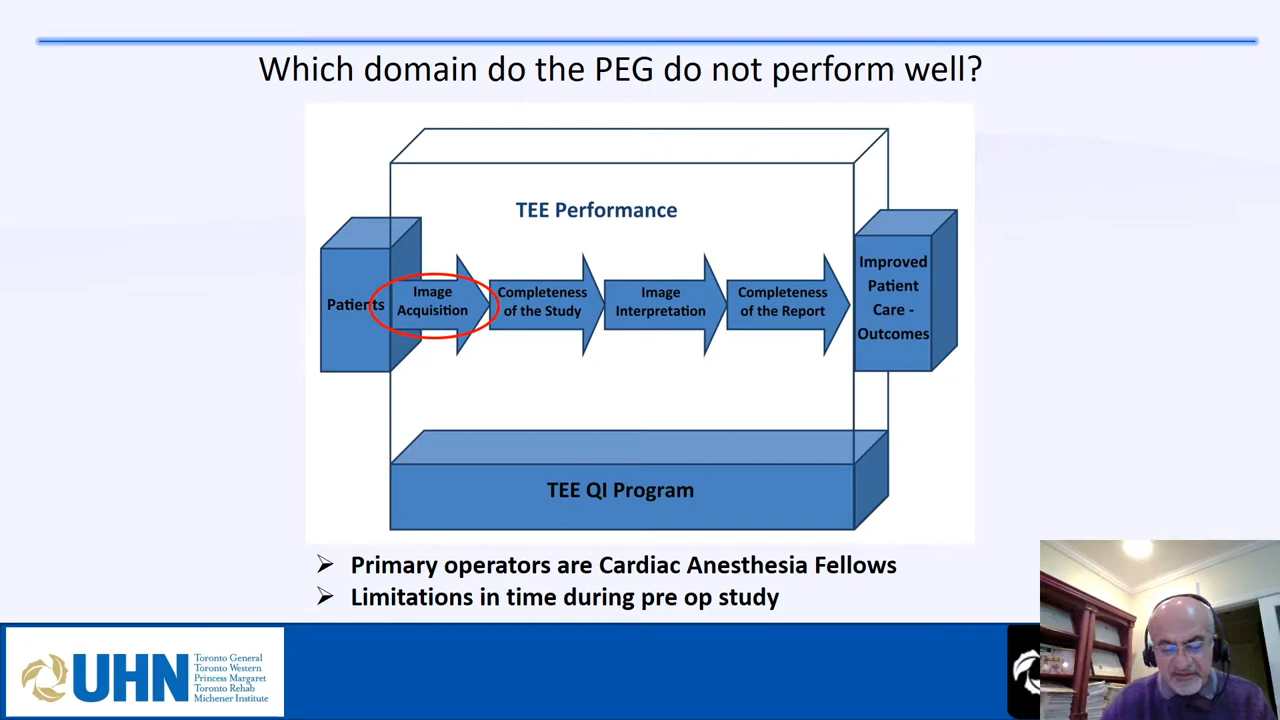 Which domain do the PEG do not perform well?
TEE Performance
Patients
Image
Acquisition
Completeness
of the Study
Image
Interpretation
Completeness
of the Report
Improved
Patient
Care -
Outcomes
TEE QI Program
➢ Primary operators are Cardiac Anesthesia Fellows
➢ Limitations in time during pre op study
UHN
Toronto General
Toronto Western
Princess Margaret
Toronto Rehab
Michener Institute